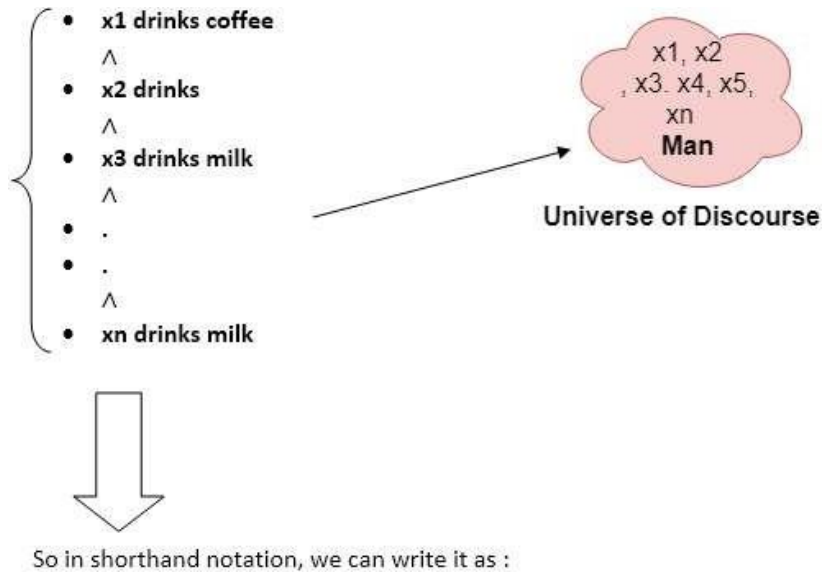 • x1 drinks coffee
∧
• x2 drinks
∧
• x3 drinks milk
∧
• .
• .
∧
• xn drinks milk
x1, x2
, x3. x4, x5,
xn
Man
Universe of Discourse
So in shorthand notation, we can write it as :